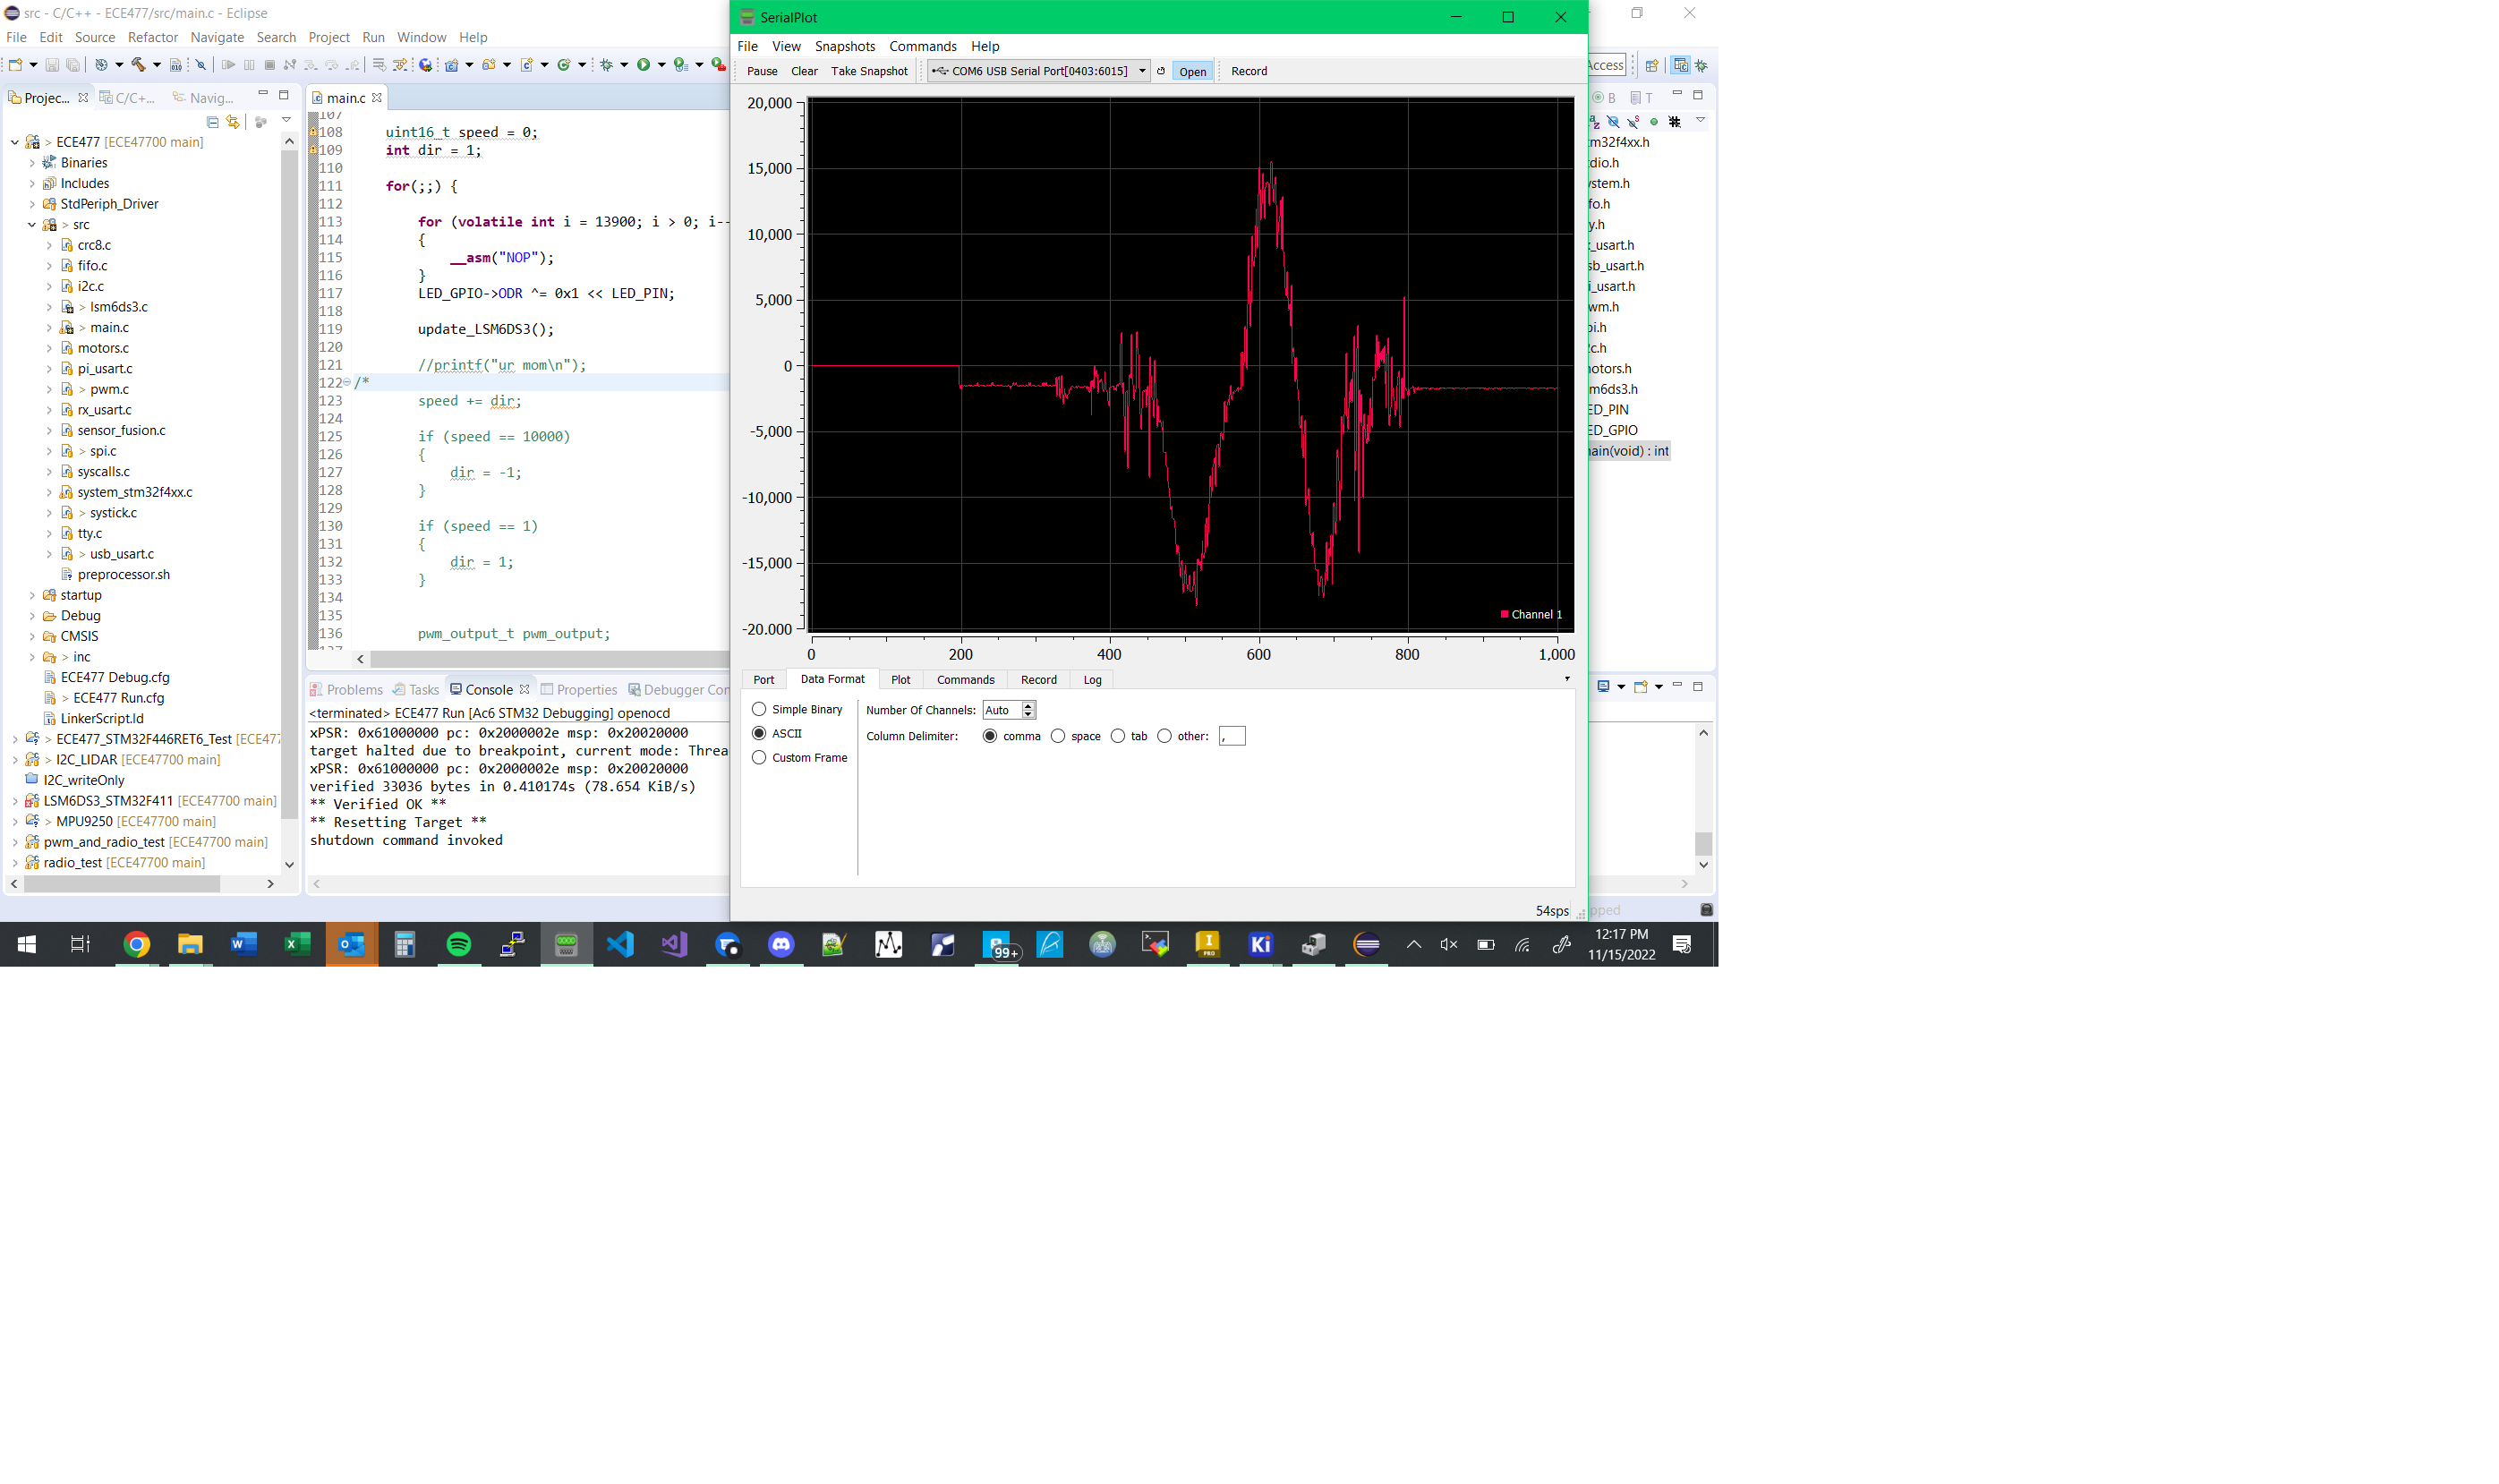 src - C/C++ - ECE477/src/main.c - Eclipse
File Edit Source Refactor Navigate Search Project Run Window Help
Projec... C/C+... Navig...
> ECE477 [ECE47700 main]
Binaries
Includes
StdPeriph_Driver
> src
crc8.c
fifo.c
i2c.c
> lsm6ds3.c
> main.c
motors.c
pi_usart.c
> pwm.c
rx_usart.c
sensor_fusion.c
> spi.c
syscalls.c
system_stm32f4xx.c
> systick.c
tty.c
> usb_usart.c
preprocessor.sh
startup
Debug
CMSIS
> inc
ECE477 Debug.cfg
> ECE477 Run.cfg
LinkerScript.ld
> ECE477_STM32F446RET6_Test [ECE477
> I2C_LIDAR [ECE47700 main]
I2C_writeOnly
LSM6DS3_STM32F411 [ECE47700 main]
> MPU9250 [ECE47700 main]
pwm_and_radio_test [ECE47700 main]
radio_test [ECE47700 main]
main.c
107
108 uint16_t speed = 0;
109 int dir = 1;
110
111 for(;;) {
112
113 for (volatile int i = 13900; i > 0; i--
114 {
115 __asm("NOP");
116 }
117 LED_GPIO->ODR ^= 0x1 << LED_PIN;
118
119 update_LSM6DS3();
120
121 //printf("ur mom\n");
122 /*
123 speed += dir;
124
125 if (speed == 10000)
126 {
127 dir = -1;
128 }
129
130 if (speed == 1)
131 {
132 dir = 1;
133 }
134
135
136 pwm_output_t pwm_output;
137
Problems Tasks Console Properties Debugger Con
<terminated> ECE477 Run [Ac6 STM32 Debugging] openocd
xPSR: 0x61000000 pc: 0x2000002e msp: 0x20020000
target halted due to breakpoint, current mode: Threa
xPSR: 0x61000000 pc: 0x2000002e msp: 0x20020000
verified 33036 bytes in 0.410174s (78.654 KiB/s)
** Verified OK **
** Resetting Target **
shutdown command invoked
SerialPlot
File View Snapshots Commands Help
Pause Clear Take Snapshot COM6 USB Serial Port[0403:6015] Open Record
20,000
15,000
10,000
5,000
0
-5,000
-10,000
-15,000
-20.000
Channel 1
0 200 400 600 800 1,000
Port Data Format Plot Commands Record Log
Simple Binary
ASCII
Custom Frame
Number Of Channels: Auto
Column Delimiter: comma space tab other: ,
54sps
Access
B T
tm32f4xx.h
dio.h
ystem.h
fo.h
y.h
x_usart.h
sb_usart.h
i_usart.h
wm.h
pi.h
c.h
notors.h
m6ds3.h
ED_PIN
ED_GPIO
nain(void) : int
pped
99+
12:17 PM
11/15/2022